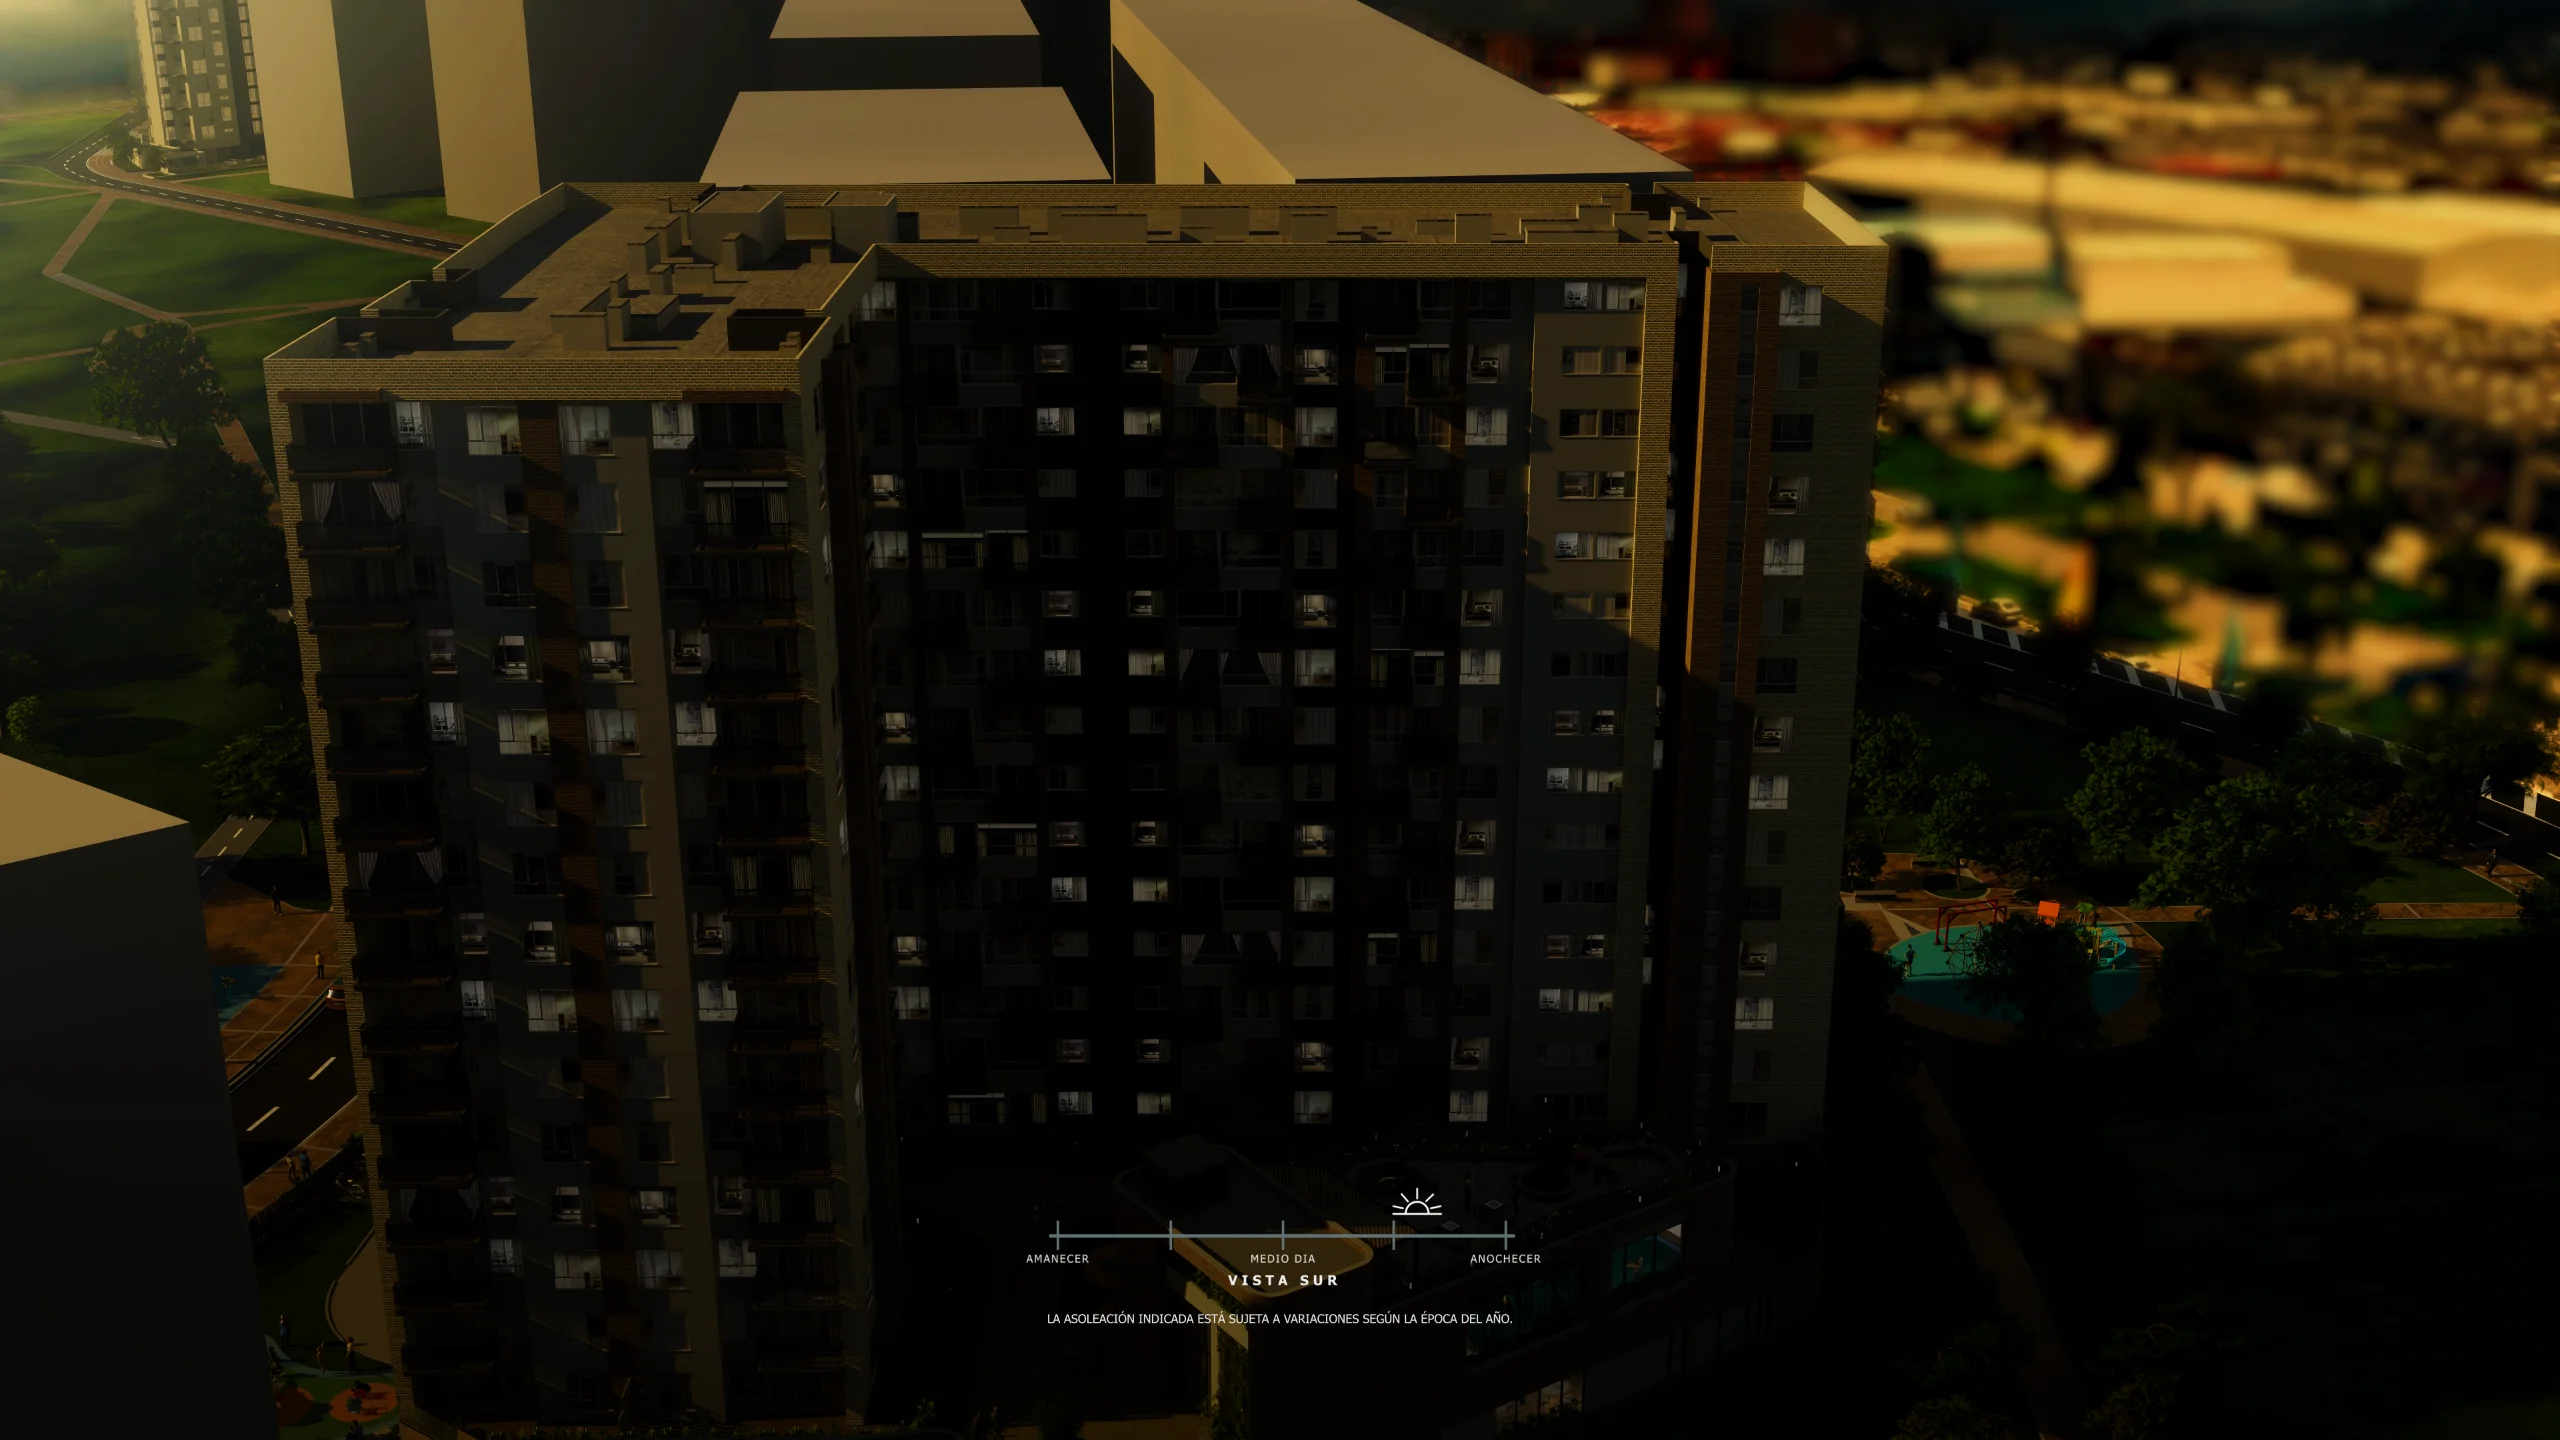 AMANECER
MEDIO DIA
ANOCHECER
VISTA SUR
LA ASOLEACIÓN INDICADA ESTÁ SUJETA A VARIACIONES SEGÚN LA ÉPOCA DEL AÑO.